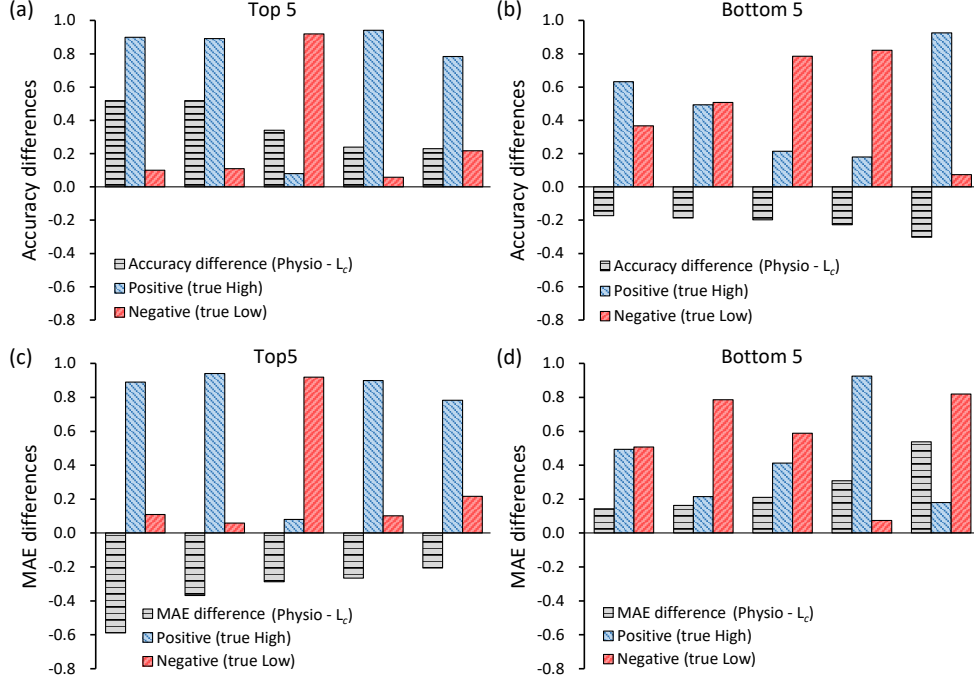 (a)
Top 5
Accuracy differences
1.0
0.8
0.6
0.4
0.2
0.0
-0.2
-0.4
-0.6
-0.8
Accuracy difference (Physio - Lc)
Positive (true High)
Negative (true Low)
(b)
Bottom 5
Accuracy differences
1.0
0.8
0.6
0.4
0.2
0.0
-0.2
-0.4
-0.6
-0.8
Accuracy difference (Physio - Lc)
Positive (true High)
Negative (true Low)
(c)
Top5
MAE differences
1.0
0.8
0.6
0.4
0.2
0.0
-0.2
-0.4
-0.6
-0.8
MAE difference (Physio - Lc)
Positive (true High)
Negative (true Low)
(d)
Bottom 5
MAE differences
1.0
0.8
0.6
0.4
0.2
0.0
-0.2
-0.4
-0.6
-0.8
MAE difference (Physio - Lc)
Positive (true High)
Negative (true Low)